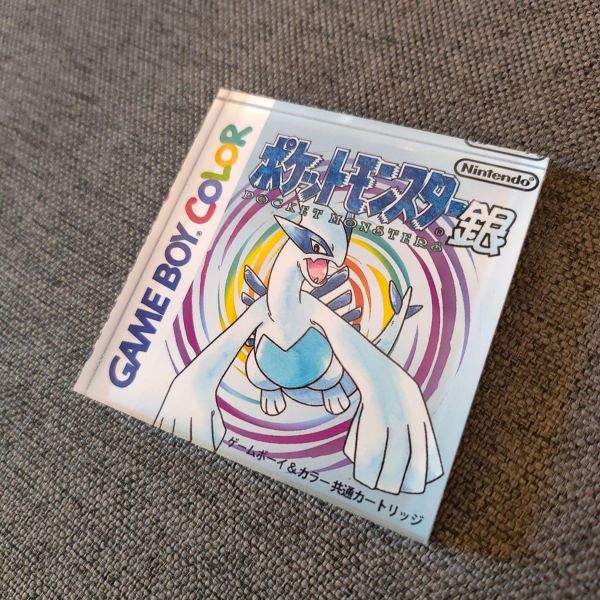 GAME BOY COLOR
Nintendo®
ポケットモンスター銀
POCKET MONSTERS
®
ゲームボーイ&カラー共通カートリッジ